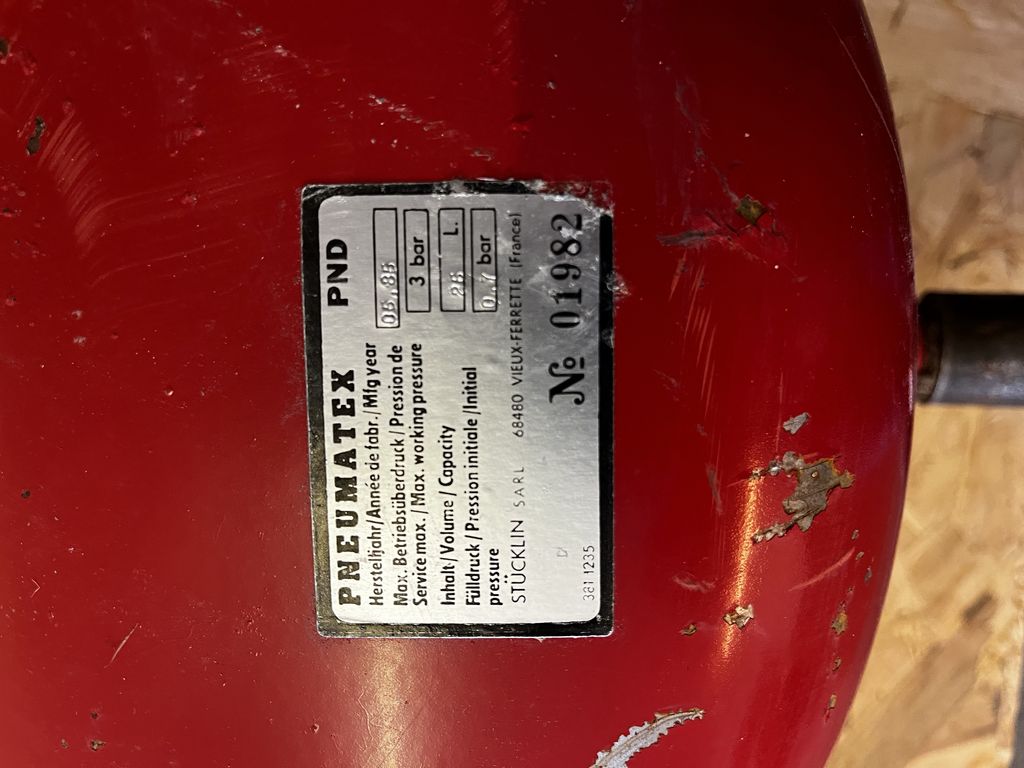 PNEUMATEX PND
Herstelljahr/Année de fabr./Mfg year 05.85
Max. Betriebsüberdruck / Pression de
Service max. / Max. working pressure 3 bar
Inhalt / Volume / Capacity 25 L.
Fülldruck / Pression initiale / Initial
pressure 0.7 bar
STÜCKLIN SARL 68480 VIEUX-FERRETTE (France)
№ 01982
381 1235